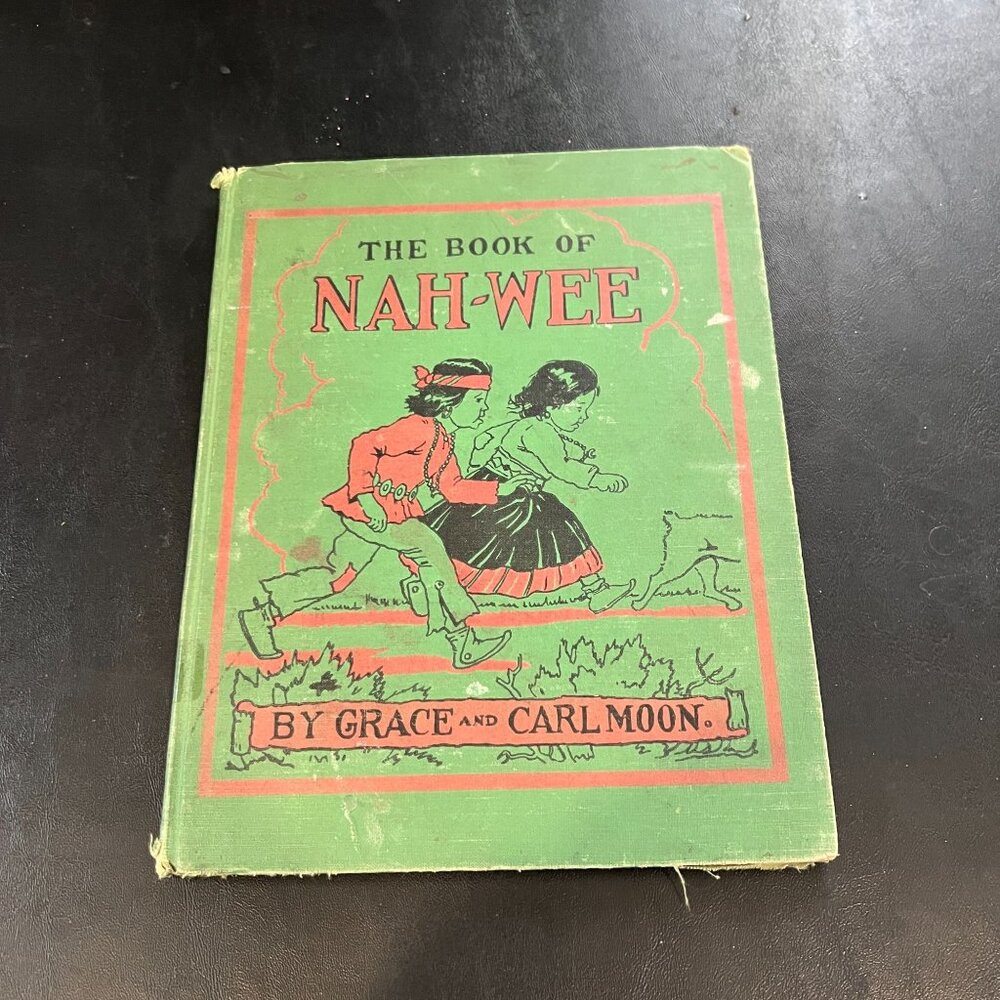 THE BOOK OF
NAH-WEE
BY GRACE AND CARL MOON.